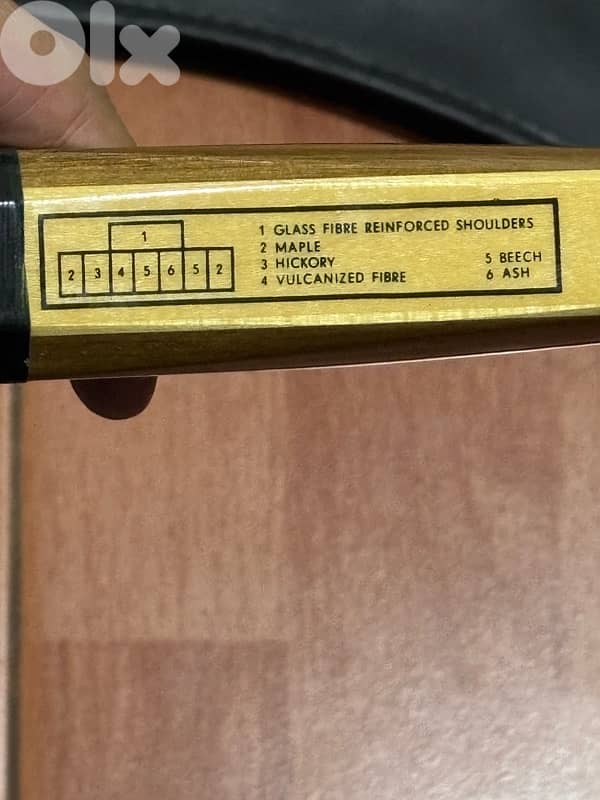 Olx
1
2 3 4 5 6 5 2
1 GLASS FIBRE REINFORCED SHOULDERS
2 MAPLE
3 HICKORY 5 BEECH
4 VULCANIZED FIBRE 6 ASH